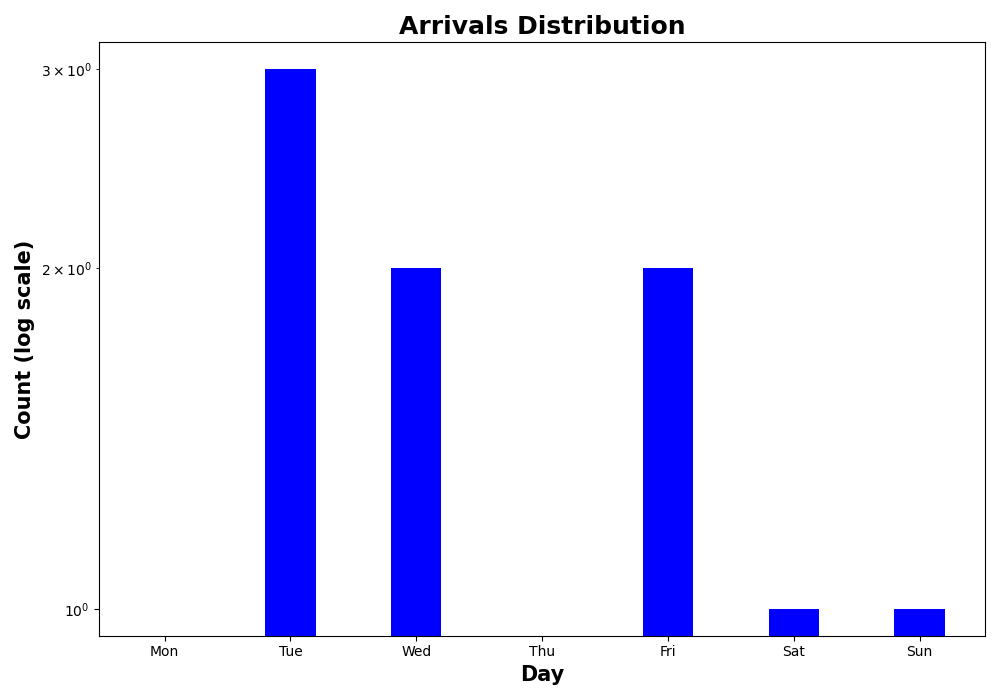 Arrivals Distribution
Count (log scale)
3 × 10⁰
2 × 10⁰
10⁰
Mon Tue Wed Thu Fri Sat Sun
Day